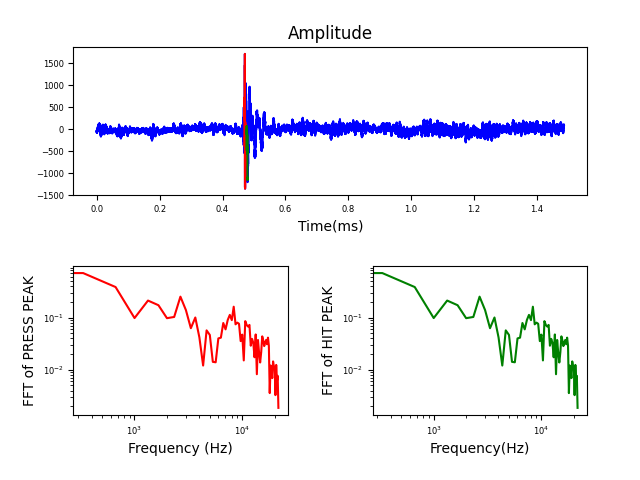 Amplitude
1500
1000
500
0
−500
−1000
−1500
0.0 0.2 0.4 0.6 0.8 1.0 1.2 1.4
Time(ms)
FFT of PRESS PEAK
10⁻¹
10⁻²
10³ 10⁴
Frequency (Hz)
FFT of HIT PEAK
10⁻¹
10⁻²
10³ 10⁴
Frequency(Hz)